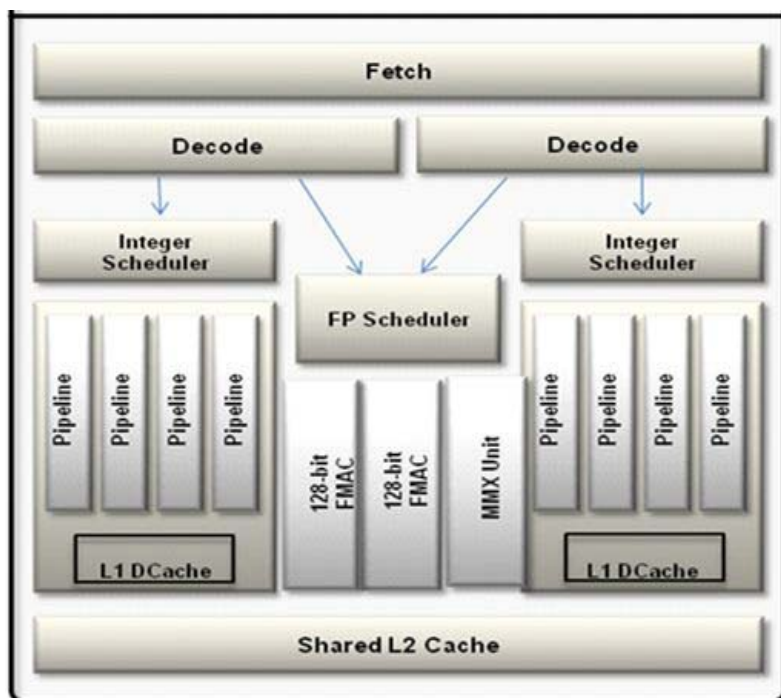 Fetch
Decode
Decode
Integer
Scheduler
Integer
Scheduler
FP Scheduler
Pipeline
Pipeline
Pipeline
Pipeline
128-bit
FMAC
128-bit
FMAC
MMX Unit
Pipeline
Pipeline
Pipeline
Pipeline
L1 DCache
L1 DCache
Shared L2 Cache